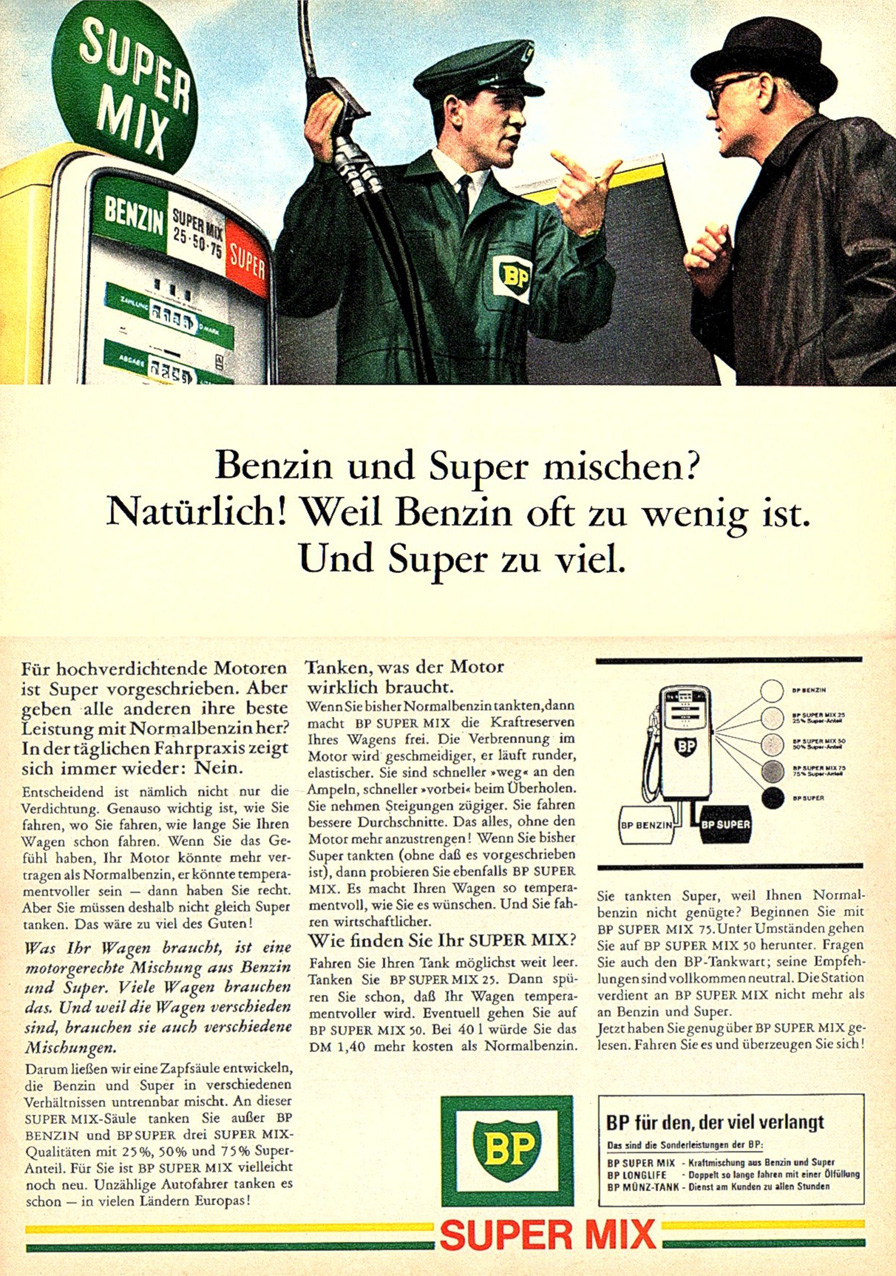 SUPER
MIX
BENZIN
SUPER MIX
25-50-75
SUPER
ZAHLUNG
D MARK
ABGABE
BP
Benzin und Super mischen?
Natürlich! Weil Benzin oft zu wenig ist.
Und Super zu viel.
Für hochverdichtende Motoren
ist Super vorgeschrieben. Aber
geben alle anderen ihre beste
Leistung mit Normalbenzin her?
In der täglichen Fahrpraxis zeigt
sich immer wieder: Nein.
Entscheidend ist nämlich nicht nur die
Verdichtung. Genauso wichtig ist, wie Sie
fahren, wo Sie fahren, wie lange Sie Ihren
Wagen schon fahren. Wenn Sie das Ge-
fühl haben, Ihr Motor könnte mehr ver-
tragen als Normalbenzin, er könnte tempera-
mentvoller sein — dann haben Sie recht.
Aber Sie müssen deshalb nicht gleich Super
tanken. Das wäre zu viel des Guten!
Was Ihr Wagen braucht, ist eine
motorgerechte Mischung aus Benzin
und Super. Viele Wagen brauchen
das. Und weil die Wagen verschieden
sind, brauchen sie auch verschiedene
Mischungen.
Darum ließen wir eine Zapfsäule entwickeln,
die Benzin und Super in verschiedenen
Verhältnissen untrennbar mischt. An dieser
SUPER MIX-Säule tanken Sie außer BP
BENZIN und BP SUPER drei SUPER MIX-
Qualitäten mit 25%, 50% und 75% Super-
Anteil. Für Sie ist BP SUPER MIX vielleicht
noch neu. Unzählige Autofahrer tanken es
schon — in vielen Ländern Europas!
Tanken, was der Motor
wirklich braucht.
Wenn Sie bisher Normalbenzin tankten, dann
macht BP SUPER MIX die Kraftreserven
Ihres Wagens frei. Die Verbrennung im
Motor wird geschmeidiger, er läuft runder,
elastischer. Sie sind schneller »weg« an den
Ampeln, schneller »vorbei« beim Überholen.
Sie nehmen Steigungen zügiger. Sie fahren
bessere Durchschnitte. Das alles, ohne den
Motor mehr anzustrengen! Wenn Sie bisher
Super tankten (ohne daß es vorgeschrieben
ist), dann probieren Sie ebenfalls BP SUPER
MIX. Es macht Ihren Wagen so tempera-
mentvoll, wie Sie es wünschen. Und Sie fah-
ren wirtschaftlicher.
Wie finden Sie Ihr SUPER MIX?
Fahren Sie Ihren Tank möglichst weit leer.
Tanken Sie BP SUPER MIX 25. Dann spü-
ren Sie schon, daß Ihr Wagen tempera-
mentvoller wird. Eventuell gehen Sie auf
BP SUPER MIX 50. Bei 40 l würde Sie das
DM 1,40 mehr kosten als Normalbenzin.
BP BENZIN
BP SUPER MIX 25
25% Super-Anteil
BP SUPER MIX 50
50% Super-Anteil
BP SUPER MIX 75
75% Super-Anteil
BP SUPER
BP
BP BENZIN
BP SUPER
Sie tankten Super, weil Ihnen Normal-
benzin nicht genügte? Beginnen Sie mit
BP SUPER MIX 75. Unter Umständen gehen
Sie auf BP SUPER MIX 50 herunter. Fragen
Sie auch den BP-Tankwart; seine Empfeh-
lungen sind vollkommen neutral. Die Station
verdient an BP SUPER MIX nicht mehr als
an Benzin und Super.
Jetzt haben Sie genug über BP SUPER MIX ge-
lesen. Fahren Sie es und überzeugen Sie sich!
BP
BP für den, der viel verlangt
Das sind die Sonderleistungen der BP:
BP SUPER MIX - Kraftmischung aus Benzin und Super
BP LONGLIFE - Doppelt so lange fahren mit einer Ölfüllung
BP MÜNZ-TANK - Dienst am Kunden zu allen Stunden
SUPER MIX